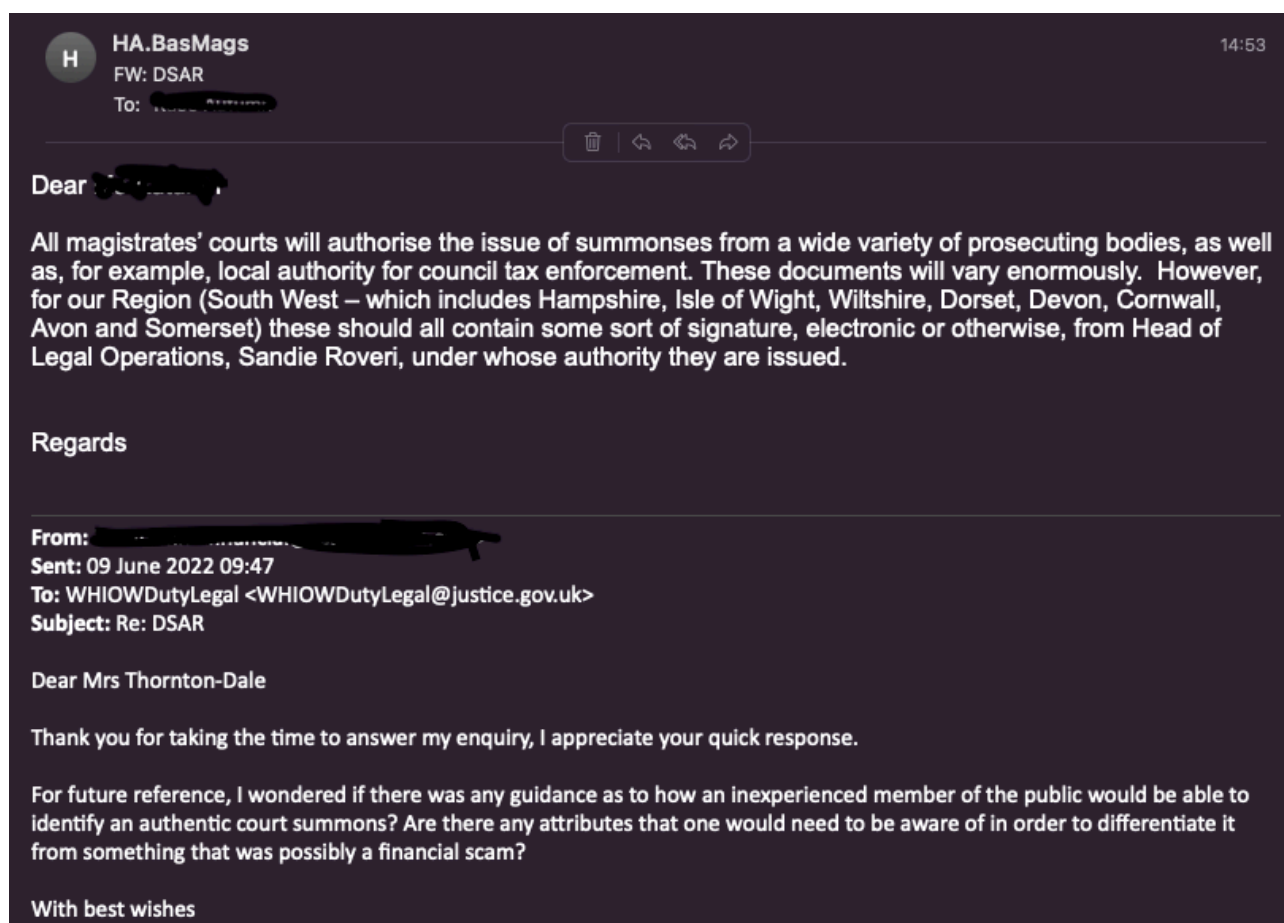 H
HA.BasMags
14:53
FW: DSAR
To:
Dear
All magistrates’ courts will authorise the issue of summonses from a wide variety of prosecuting bodies, as well
as, for example, local authority for council tax enforcement. These documents will vary enormously.  However,
for our Region (South West – which includes Hampshire, Isle of Wight, Wiltshire, Dorset, Devon, Cornwall,
Avon and Somerset) these should all contain some sort of signature, electronic or otherwise, from Head of
Legal Operations, Sandie Roveri, under whose authority they are issued.
Regards
From:
Sent: 09 June 2022 09:47
To: WHIOWDutyLegal <WHIOWDutyLegal@justice.gov.uk>
Subject: Re: DSAR
Dear Mrs Thornton-Dale
Thank you for taking the time to answer my enquiry, I appreciate your quick response.
For future reference, I wondered if there was any guidance as to how an inexperienced member of the public would be able to
identify an authentic court summons? Are there any attributes that one would need to be aware of in order to differentiate it
from something that was possibly a financial scam?
With best wishes